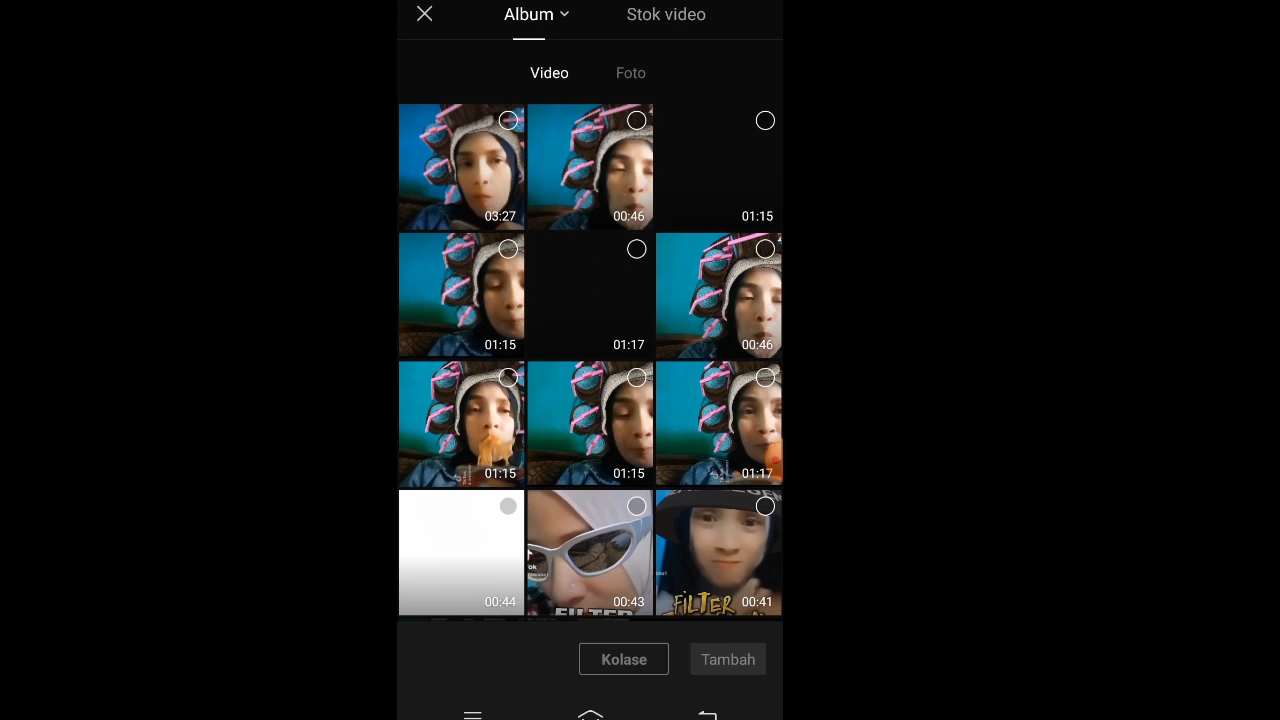 Album Stok video
Video Foto
03:27 00:46 01:15
01:15 01:17 00:46
01:15 01:15 01:17
00:44 00:43 00:41
FILTER FILTER
Kolase Tambah